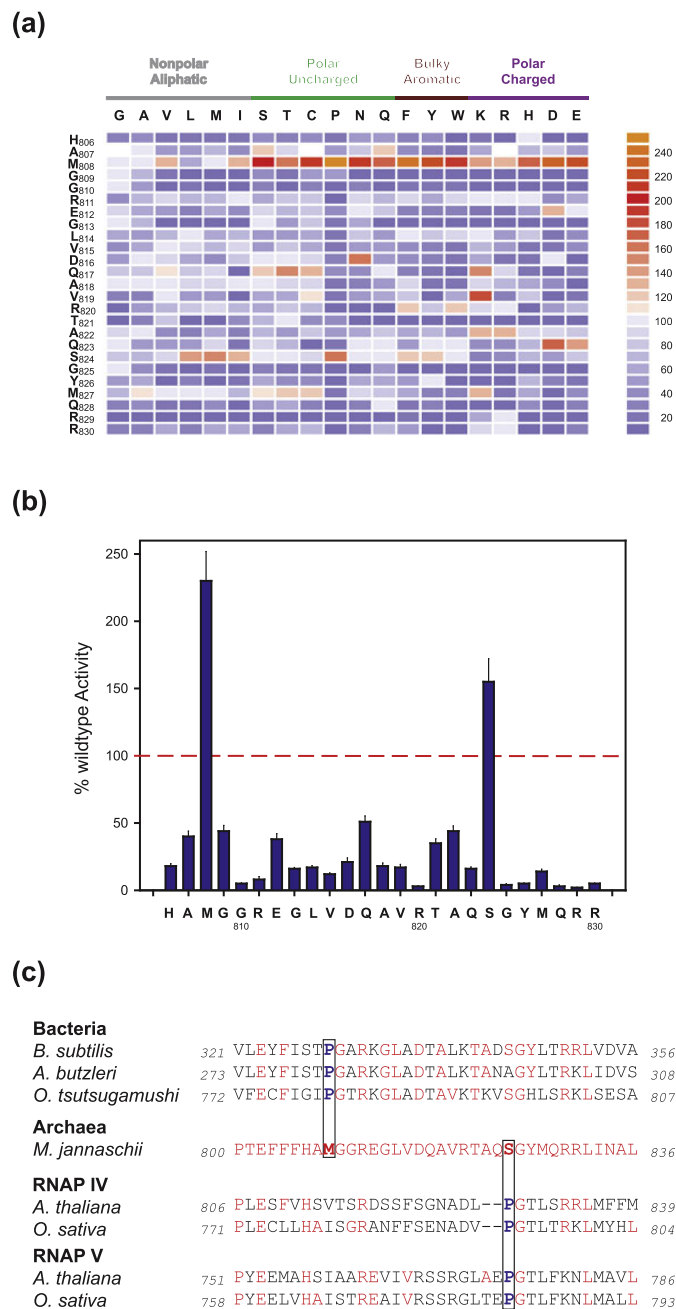 (a)
Nonpolar Aliphatic
Polar Uncharged
Bulky Aromatic
Polar Charged
G A V L M I S T C P N Q F Y W K R H D E
H806
A807
M808
G809
G810
R811
E812
G813
L814
V815
D816
Q817
A818
V819
R820
T821
A822
Q823
S824
G825
Y826
M827
Q828
R829
R830
240
220
200
180
160
140
120
100
80
60
40
20
(b)
% wildtype Activity
250
200
150
100
50
0
H A M G G R E G L V D Q A V R T A Q S G Y M Q R R
810 820 830
(c)
Bacteria
B. subtilis 321 VLEYFISTPGARKGLADTALKTADSGYLTRRLVDVA 356
A. butzleri 273 VLEYFISTPGARKGLADTALKTANAGYLTRKLIDVS 308
O. tsutsugamushi 772 VFECFIGIPGTRKGLADTAVKTKVSGHLSRKLSESA 807
Archaea
M. jannaschii 800 PTEFFFHAMGGREGLVDQAVRTAQSGYMQRRLINAL 836
RNAP IV
A. thaliana 806 PLESFVHSVTSRDSSFSGNADL--PGTLSRRLMFFM 839
O. sativa 771 PLECLLHAISGRANFFSENADV--PGTLTRKLMYHL 804
RNAP V
A. thaliana 751 PYEEMAHSIAAREVIVRSSRGLAEPGTLFKNLMAVL 786
O. sativa 758 PYEELVHAISTREAIVRSSRGLTEPGTLFKNLMALL 793